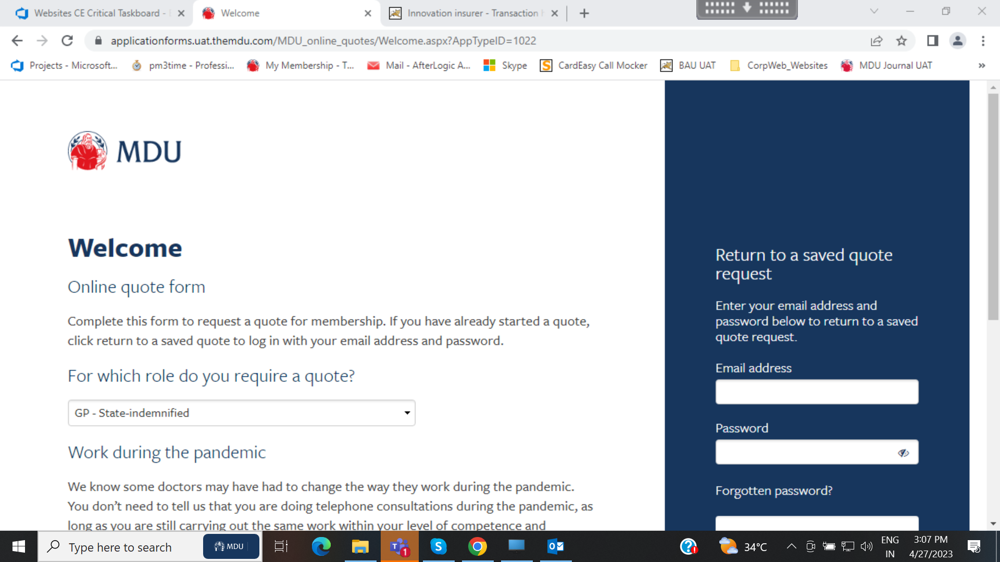 Websites CE Critical Taskboard -
Welcome
Innovation insurer - Transaction
applicationforms.uat.themdu.com/MDU_online_quotes/Welcome.aspx?AppTypeID=1022
Projects - Microsoft...
pm3time - Professi...
My Membership - T...
Mail - AfterLogic A...
Skype
CardEasy Call Mocker
BAU UAT
CorpWeb_Websites
MDU Journal UAT
MDU
Welcome
Online quote form
Complete this form to request a quote for membership. If you have already started a quote,
click return to a saved quote to log in with your email address and password.
For which role do you require a quote?
GP - State-indemnified
Work during the pandemic
We know some doctors may have had to change the way they work during the pandemic.
You don’t need to tell us that you are doing telephone consultations during the pandemic, as
long as you are still carrying out the same work within your level of competence and
Return to a saved quote
request
Enter your email address and
password below to return to a saved
quote request.
Email address
Password
Forgotten password?
Type here to search
MDU
1
34°C
ENG
IN
3:07 PM
4/27/2023